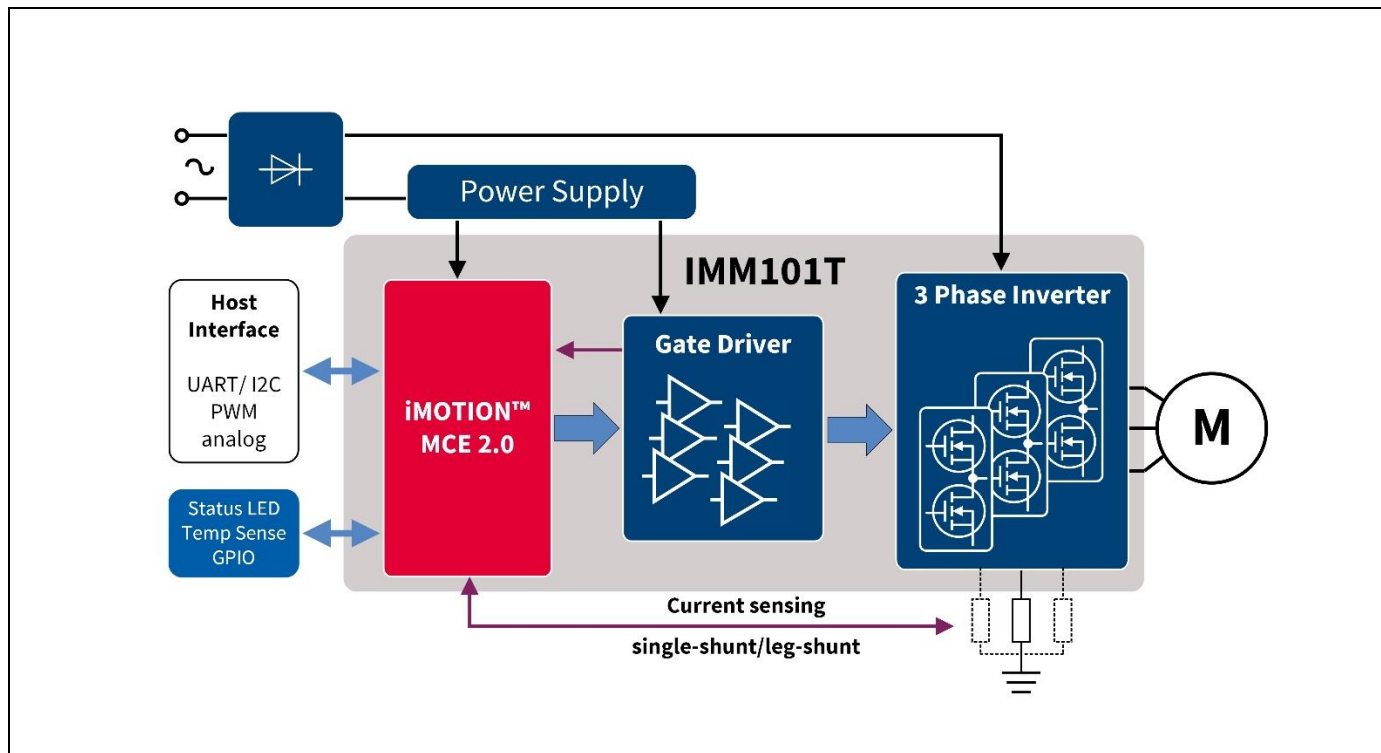 Power Supply
IMM101T
Host
Interface
UART/ I2C
PWM
analog
Status LED
Temp Sense
GPIO
iMOTION™
MCE 2.0
Gate Driver
3 Phase Inverter
M
Current sensing
single-shunt/leg-shunt